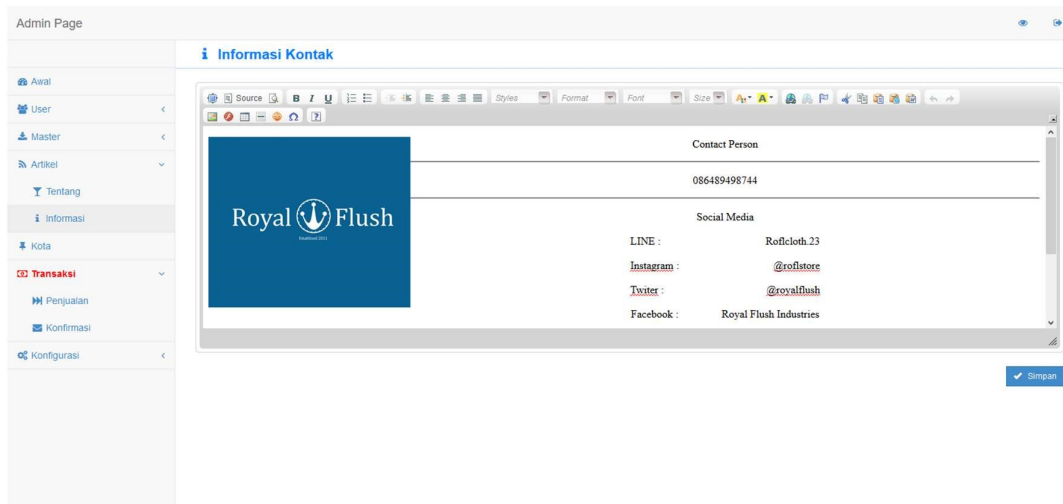 Admin Page
Informasi Kontak
Awal
User
Master
Artikel
Tentang
Informasi
Kota
Transaksi
Penjualan
Konfirmasi
Konfigurasi
Source B I U Styles Format Font Size A A
Royal Flush
Established 2011
Contact Person
086489498744
Social Media
LINE : Roflcloth.23
Instagram : @roflstore
Twiter : @royalflush
Facebook : Royal Flush Industries
Simpan